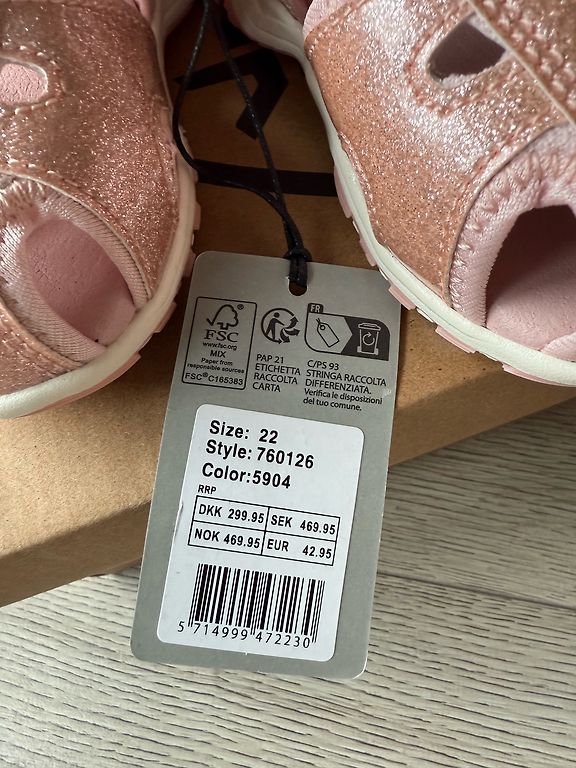 FSC®
www.fsc.org
MIX
Paper from
responsible sources
FSC® C165383
PAP 21
ETICHETTA
RACCOLTA
CARTA
FR
C/PS 93
STRINGA RACCOLTA
DIFFERENZIATA.
Verifica le disposizioni
del tuo comune.
Size: 22
Style: 760126
Color:5904
RRP
DKK 299.95 SEK 469.95
NOK 469.95 EUR 42.95
5 714999 472230